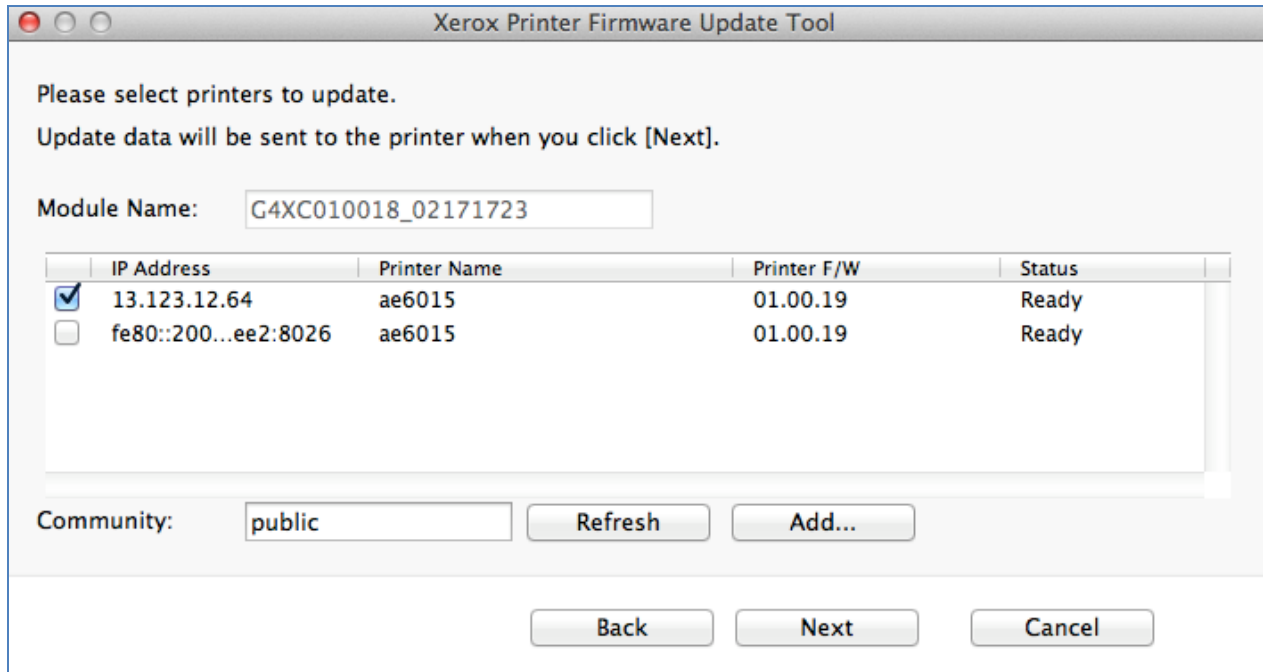 Xerox Printer Firmware Update Tool
Please select printers to update.
Update data will be sent to the printer when you click [Next].
Module Name: G4XC010018_02171723
IP Address Printer Name Printer F/W Status
13.123.12.64 ae6015 01.00.19 Ready
fe80::200...ee2:8026 ae6015 01.00.19 Ready
Community: public Refresh Add...
Back Next Cancel